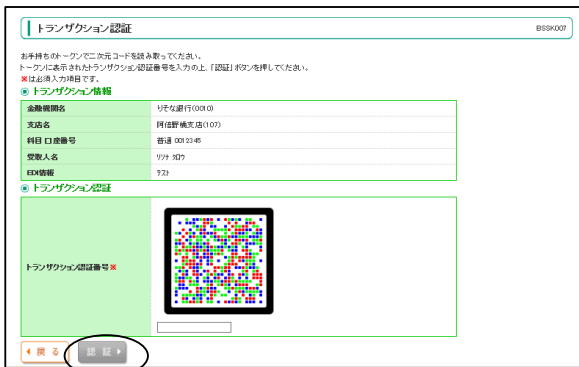 トランザクション認証
BSSK007
お手持ちのトークンで二次元コードを読み取ってください。
トークンに表示されたトランザクション認証番号を入力の上、「認証」ボタンを押してください。
※は必須入力項目です。
トランザクション情報
金融機関名 りそな銀行(0010)
支店名 阿倍野橋支店(107)
科目 口座番号 普通 0012345
受取人名 リソナ タロウ
EDI情報 テスト
トランザクション認証
トランザクション認証番号※
戻る
認証